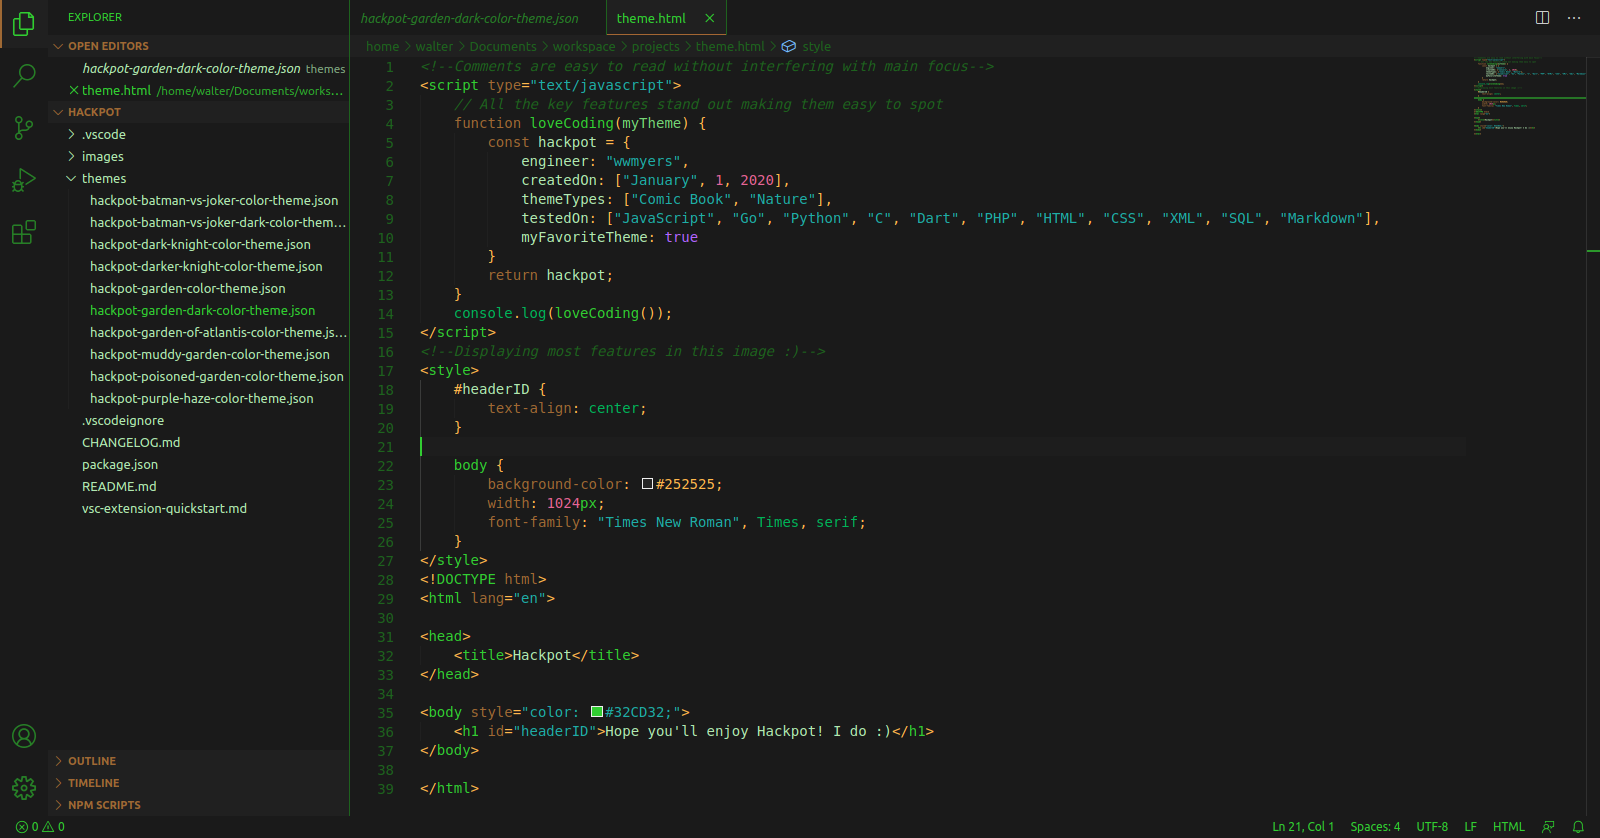 EXPLORER
OPEN EDITORS
hackpot-garden-dark-color-theme.json themes
theme.html /home/walter/Documents/works...
HACKPOT
.vscode
images
themes
hackpot-batman-vs-joker-color-theme.json
hackpot-batman-vs-joker-dark-color-them...
hackpot-dark-knight-color-theme.json
hackpot-darker-knight-color-theme.json
hackpot-garden-color-theme.json
hackpot-garden-dark-color-theme.json
hackpot-garden-of-atlantis-color-theme.js...
hackpot-muddy-garden-color-theme.json
hackpot-poisoned-garden-color-theme.json
hackpot-purple-haze-color-theme.json
.vscodeignore
CHANGELOG.md
package.json
README.md
vsc-extension-quickstart.md
OUTLINE
TIMELINE
NPM SCRIPTS
hackpot-garden-dark-color-theme.json theme.html
home > walter > Documents > workspace > projects > theme.html > style
1 <!--Comments are easy to read without interfering with main focus-->
2 <script type="text/javascript">
3 // All the key features stand out making them easy to spot
4 function loveCoding(myTheme) {
5 const hackpot = {
6 engineer: "wwmyers",
7 createdOn: ["January", 1, 2020],
8 themeTypes: ["Comic Book", "Nature"],
9 testedOn: ["JavaScript", "Go", "Python", "C", "Dart", "PHP", "HTML", "CSS", "XML", "SQL", "Markdown"],
10 myFavoriteTheme: true
11 }
12 return hackpot;
13 }
14 console.log(loveCoding());
15 </script>
16 <!--Displaying most features in this image :)-->
17 <style>
18 #headerID {
19 text-align: center;
20 }
21
22 body {
23 background-color: #252525;
24 width: 1024px;
25 font-family: "Times New Roman", Times, serif;
26 }
27 </style>
28 <!DOCTYPE html>
29 <html lang="en">
30
31 <head>
32 <title>Hackpot</title>
33 </head>
34
35 <body style="color: #32CD32;">
36 <h1 id="headerID">Hope you'll enjoy Hackpot! I do :)</h1>
37 </body>
38
39 </html>
0 0 Ln 21, Col 1 Spaces: 4 UTF-8 LF HTML